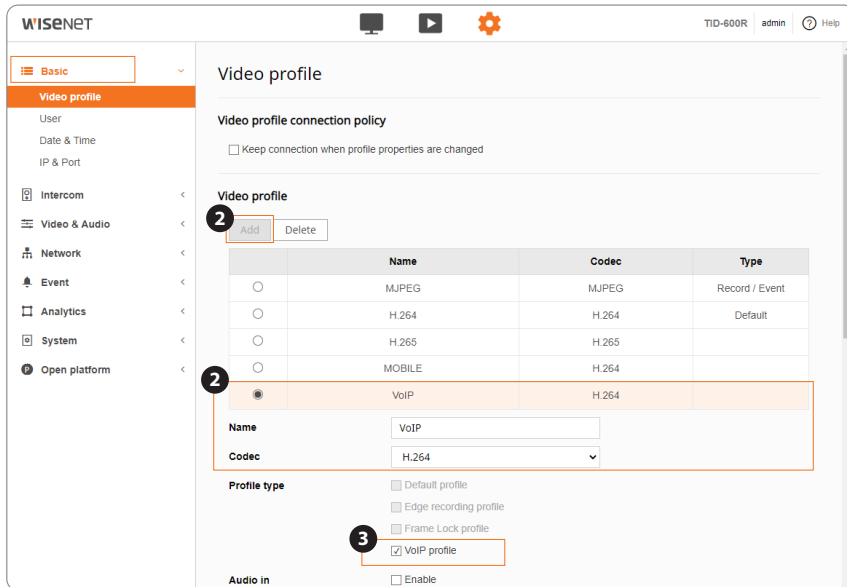 WISENET
TID-600R admin ? Help
Basic
Video profile
User
Date & Time
IP & Port
Intercom
Video & Audio
Network
Event
Analytics
System
P Open platform
Video profile
Video profile connection policy
Keep connection when profile properties are changed
Video profile
2
Add Delete
Name Codec Type
MJPEG MJPEG Record / Event
H.264 H.264 Default
H.265 H.265
MOBILE H.264
2
VoIP H.264
Name VoIP
Codec H.264
Profile type Default profile
Edge recording profile
Frame Lock profile
3
VoIP profile
Audio in Enable